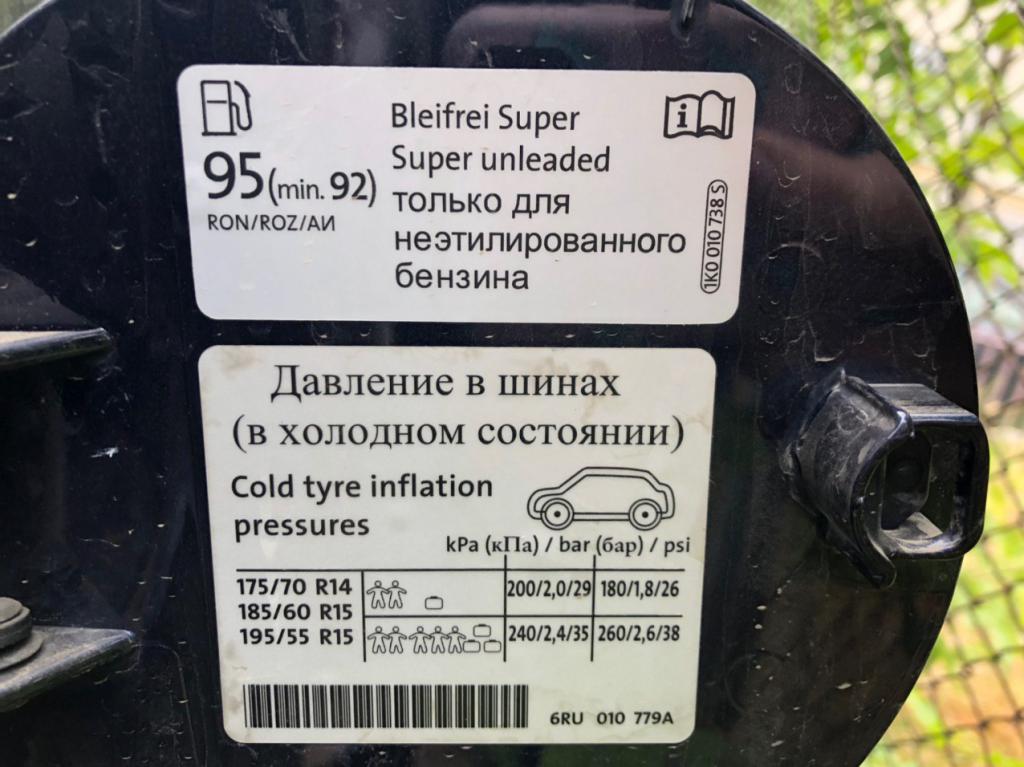 95 (min. 92)
RON/ROZ/АИ
Bleifrei Super
Super unleaded
только для
неэтилированного
бензина
i
1K0 010 738 S
Давление в шинах
(в холодном состоянии)
Cold tyre inflation
pressures
kPa (кПа) / bar (бар) / psi
175/70 R14
185/60 R15
195/55 R15
200/2,0/29 180/1,8/26
240/2,4/35 260/2,6/38
6RU 010 779A